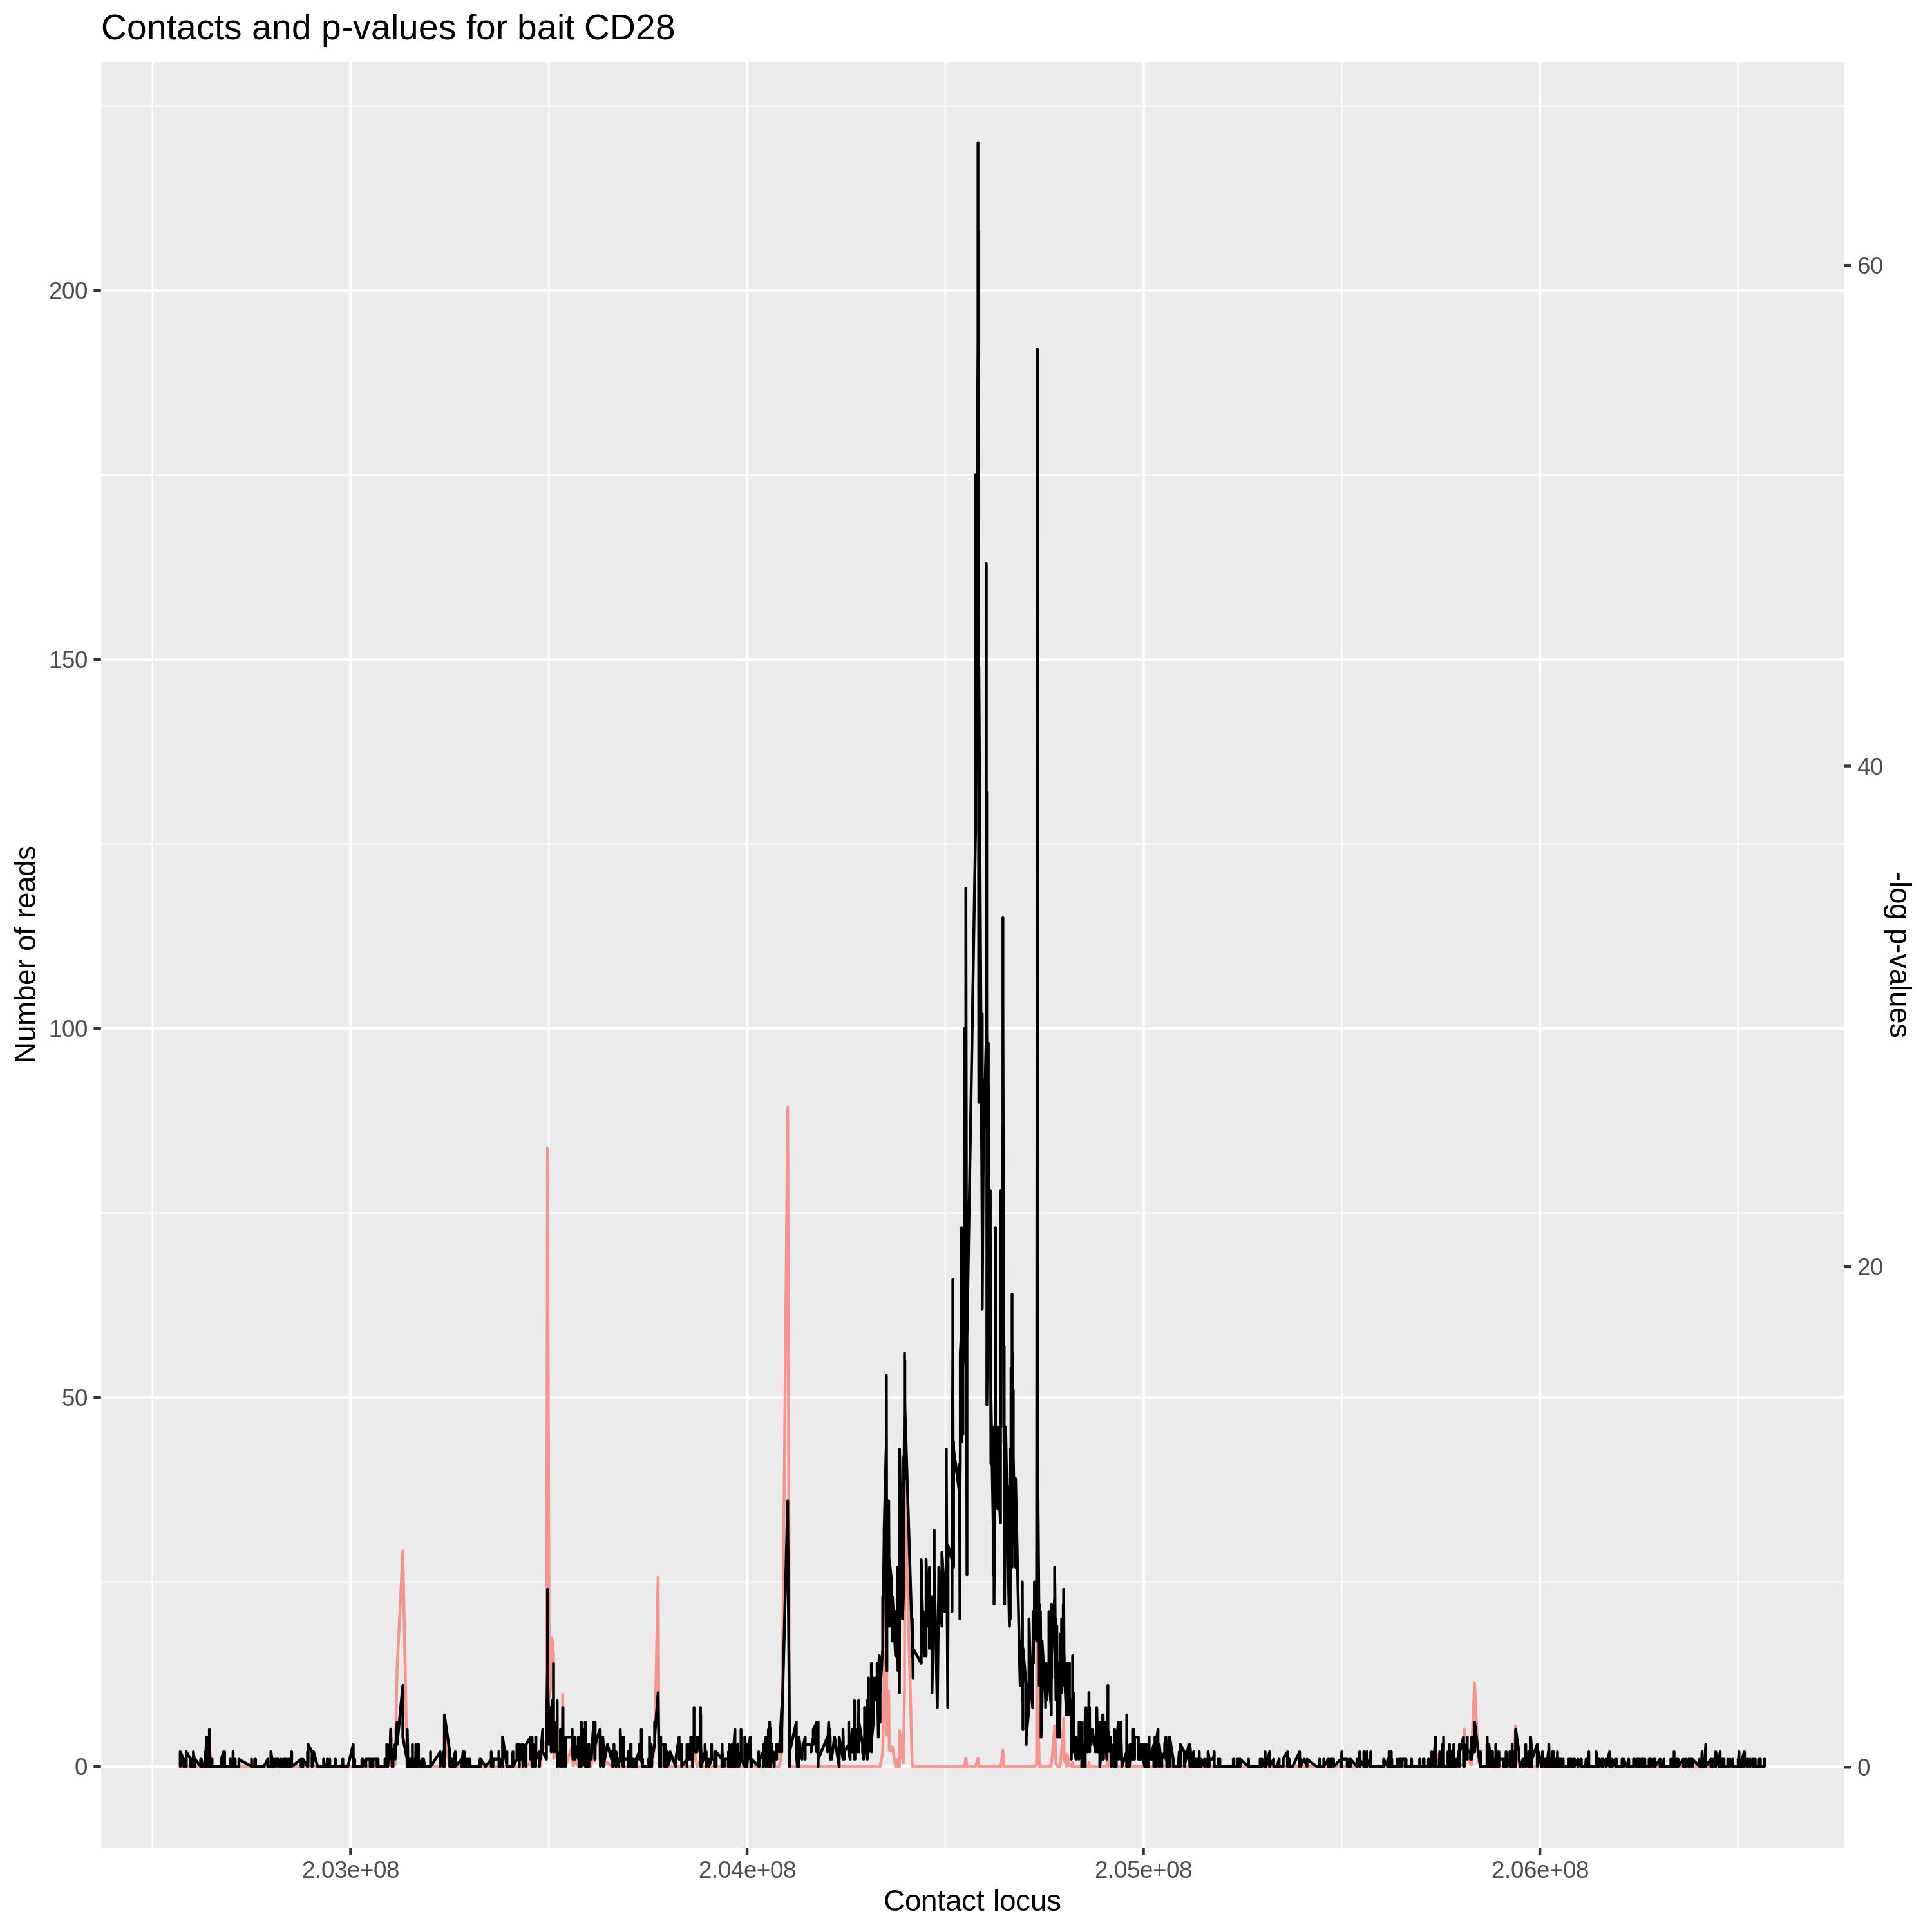 Contacts and p-values for bait CD28
Number of reads
200
150
100
50
0
60
40
20
0
-log p-values
2.03e+08
2.04e+08
2.05e+08
2.06e+08
Contact locus